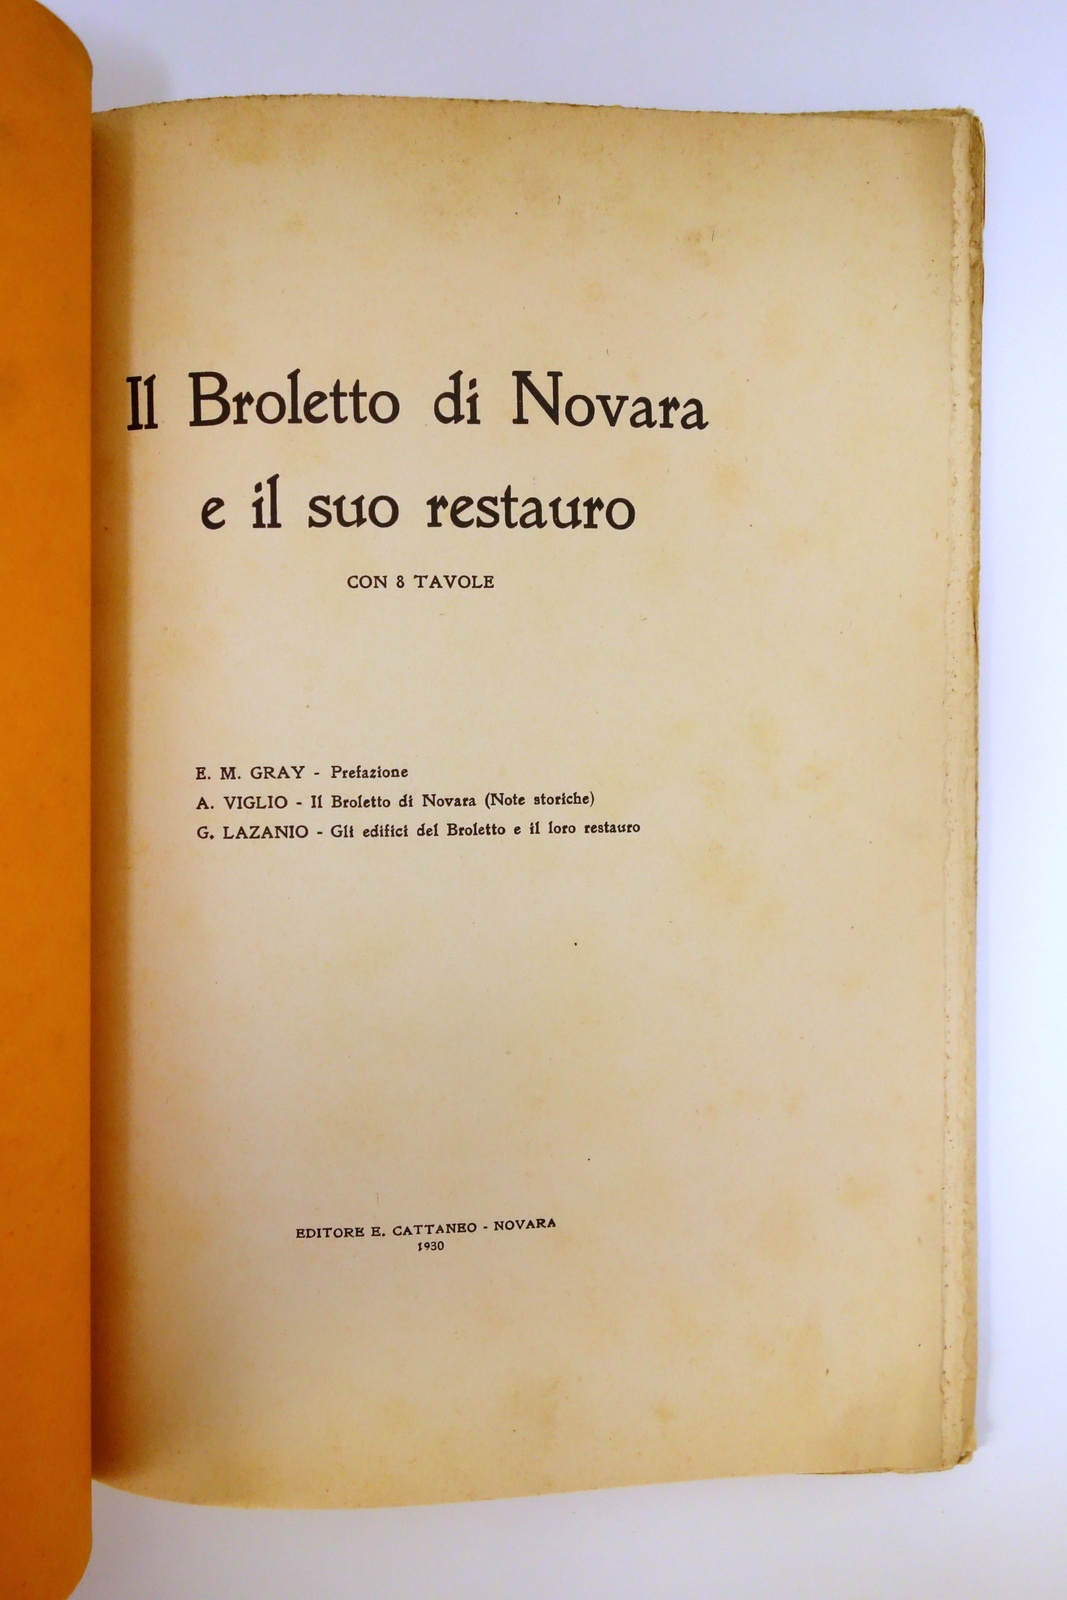 Il Broletto di Novara
e il suo restauro
CON 8 TAVOLE
E. M. GRAY - Prefazione
A. VIGLIO - Il Broletto di Novara (Note storiche)
G. LAZANIO - Gli edifici del Broletto e il loro restauro
EDITORE E. CATTANEO - NOVARA
1930